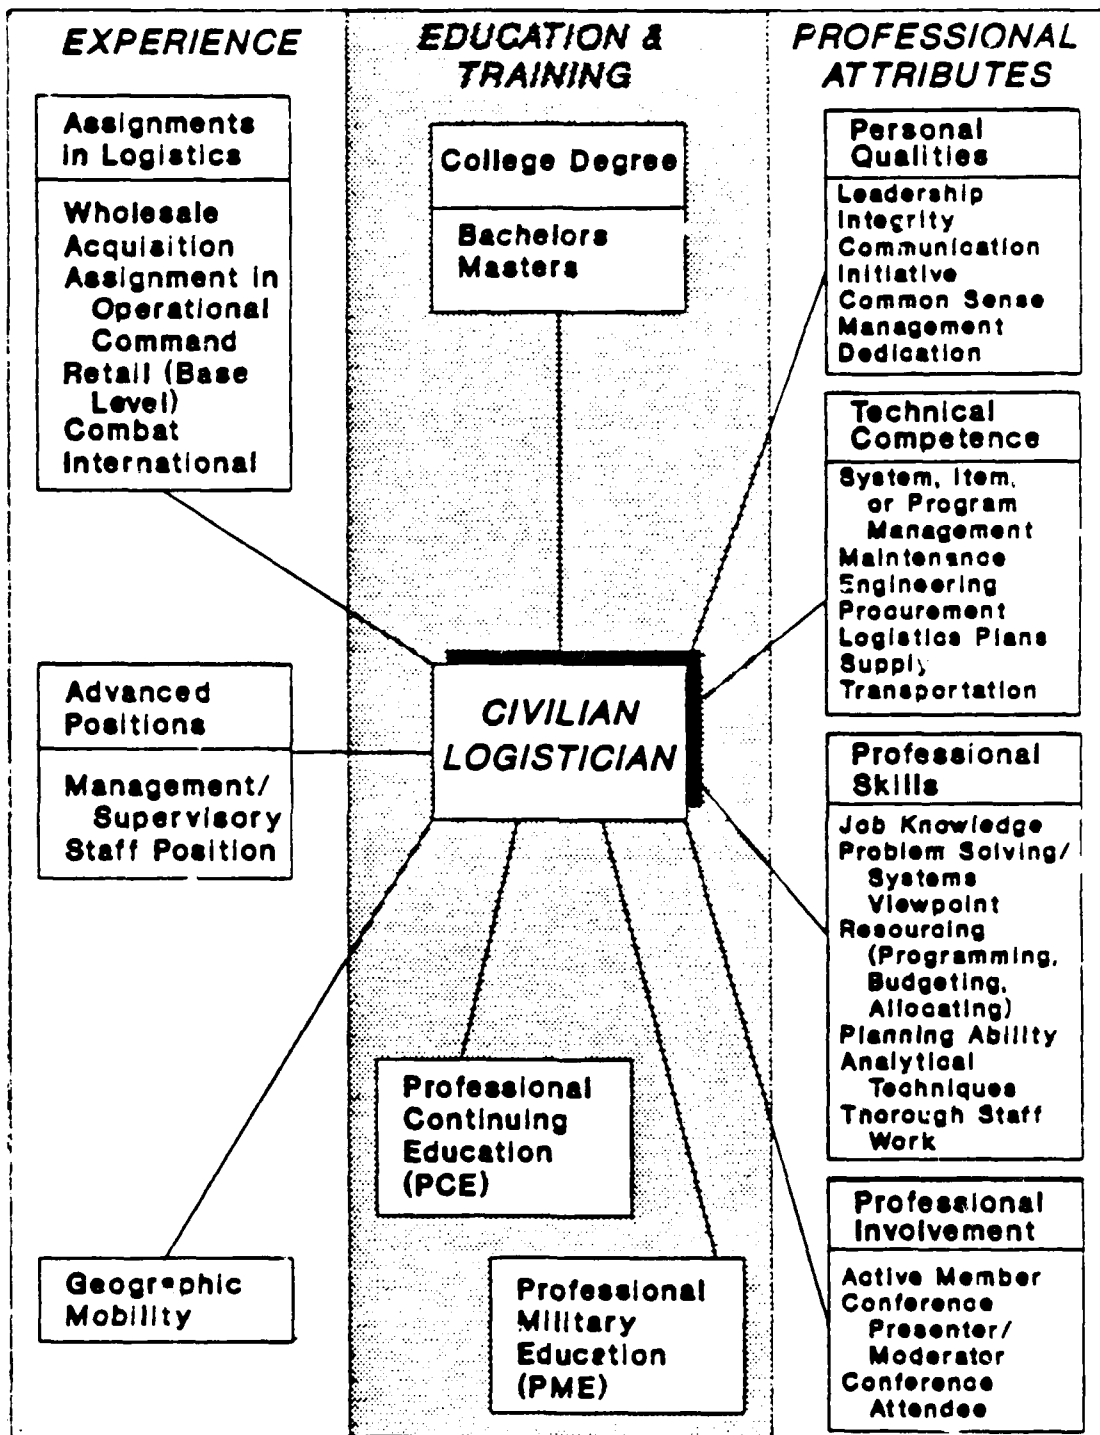 EXPERIENCE
Assignments
in Logistics
Wholesale
Acquisition
Assignment in
Operational
Command
Retail (Base
Level)
Combat
International
Advanced
Positions
Management/
Supervisory
Staff Position
Geographic
Mobility
EDUCATION &
TRAINING
College Degree
Bachelors
Masters
CIVILIAN
LOGISTICIAN
Professional
Continuing
Education
(PCE)
Professional
Military
Education
(PME)
PROFESSIONAL
ATTRIBUTES
Personal
Qualities
Leadership
Integrity
Communication
Initiative
Common Sense
Management
Dedication
Technical
Competence
System, Item,
or Program
Management
Maintenance
Engineering
Procurement
Logistics Plans
Supply
Transportation
Professional
Skills
Job Knowledge
Problem Solving/
Systems
Viewpoint
Resourcing
(Programming,
Budgeting,
Allocating)
Planning Ability
Analytical
Techniques
Thorough Staff
Work
Professional
Involvement
Active Member
Conference
Presenter/
Moderator
Conference
Attendee